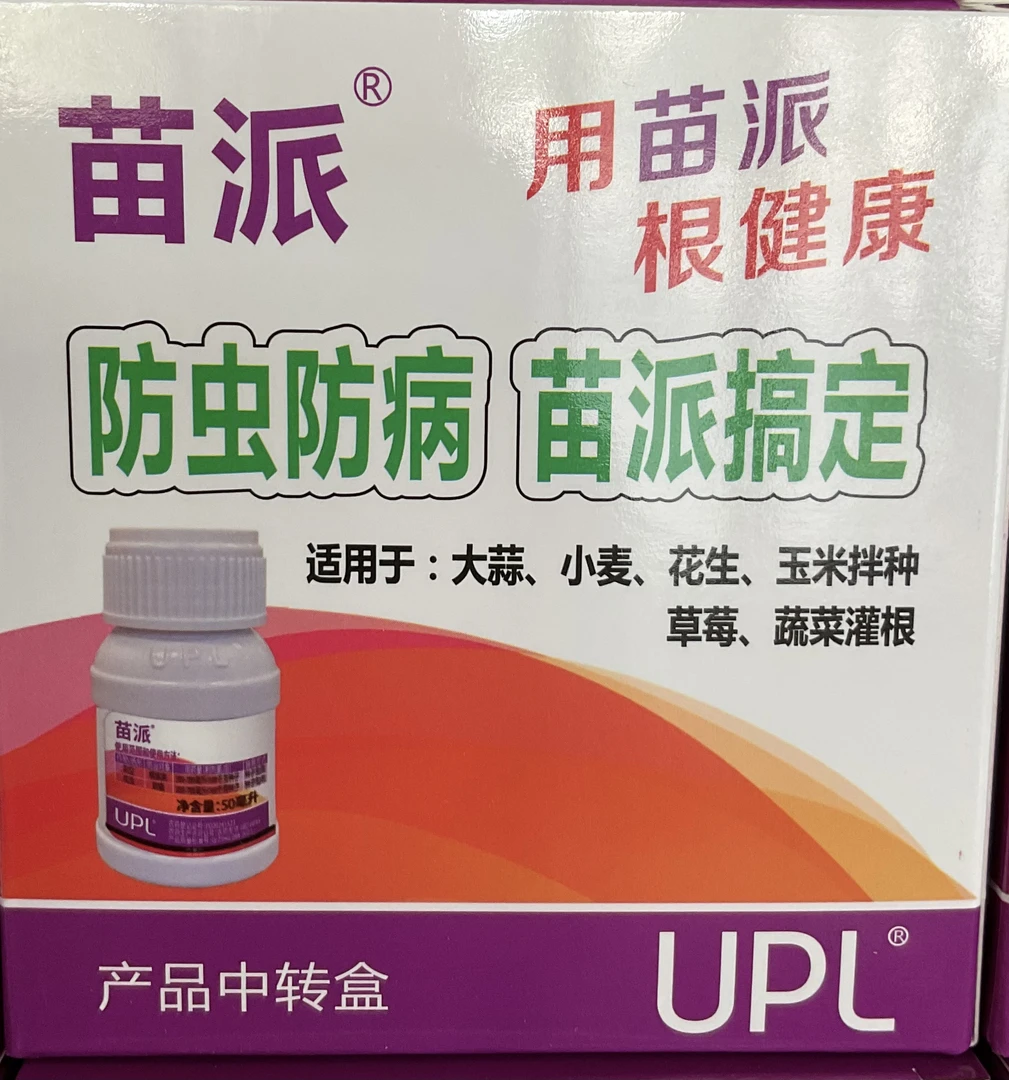 苗派®
用苗派
根健康
防虫防病 苗派搞定
适用于：大蒜、小麦、花生、玉米拌种
草莓、蔬菜灌根
UPL
苗派®
净含量:50毫升
UPL
产品中转盒
UPL®